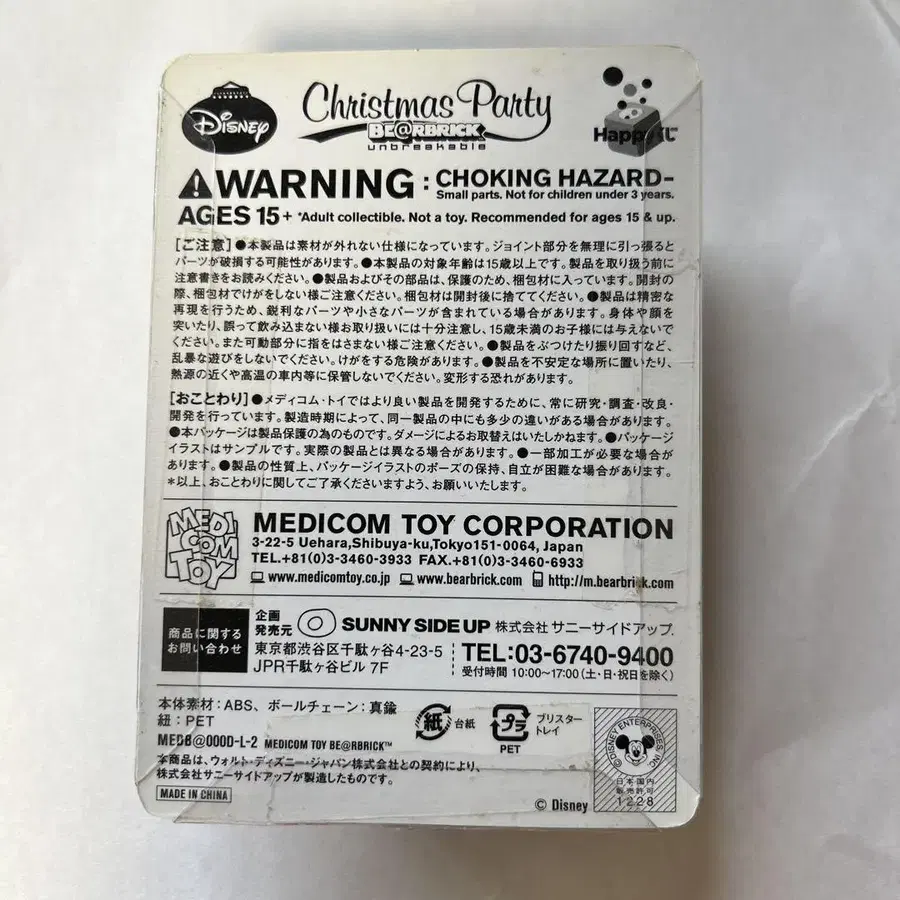 Disney
Christmas Party
BE@RBRICK
unbreakable
Happyくじ
WARNING : CHOKING HAZARD-
Small parts. Not for children under 3 years.
AGES 15+ *Adult collectible. Not a toy. Recommended for ages 15 & up.
[ご注意]●本製品は素材が外れない仕様になっています。ジョイント部分を無理に引っ張ると
パーツが破損する可能性があります。●本製品の対象年齢は15歳以上です。製品を取り扱う前に
注意書きをお読みください。●製品およびその部品は、保護のため、梱包材に入っています。開封の
際、梱包材でけがをしない様ご注意ください。梱包材は開封後に捨ててください。●製品は精密な
再現を行うため、鋭利なパーツや小さなパーツが含まれている場合があります。身体や顔を
突いたり、誤って飲み込まない様お取り扱いには十分注意し、15歳未満のお子様には与えないで
ください。また可動部分に指をはさまない様ご注意ください。●製品をぶつけたり振り回すなど、
乱暴な遊びをしないでください。けがをする危険があります。●製品を不安定な場所に置いたり、
熱源の近くや高温の車内等に保管しないでください。変形する恐れがあります。
[おことわり]●メディコム・トイではより良い製品を開発するために、常に研究・調査・改良・
開発を行っています。製造時期によって、同一製品の中にも多少の違いがある場合があります。
●本パッケージは製品保護の為のものです。ダメージによるお取替えはいたしかねます。●パッケージ
イラストはサンプルです。実際の製品とは異なる場合があります。●一部加工が必要な場合が
あります。●製品の性質上、パッケージイラストのポーズの保持、自立が困難な場合があります。
*以上、おことわりに関してご了承くださいますよう、お願いいたします。
MEDI
COM
TOY
MEDICOM TOY CORPORATION
3-22-5 Uehara,Shibuya-ku,Tokyo151-0064, Japan
TEL.+81(0)3-3460-3933 FAX.+81(0)3-3460-6933
www.medicomtoy.co.jp www.bearbrick.com http://m.bearbrick.com
商品に関する
お問い合わせ
企画
発売元
SUNNY SIDE UP 株式会社 サニーサイドアップ.
東京都渋谷区千駄ヶ谷4-23-5
JPR千駄ヶ谷ビル 7F
TEL:03-6740-9400
受付時間 10:00~17:00(土・日・祝日を除く)
本体素材:ABS、ボールチェーン:真鍮
紐:PET
紙 台紙
プラ
PET
ブリスター
トレイ
MEDB@000D-L-2 MEDICOM TOY BE@RBRICK™
本商品は、ウォルト・ディズニー・ジャパン株式会社との契約により、
株式会社サニーサイドアップが製造したものです。
MADE IN CHINA
© Disney
©DISNEY ENTERPRISES, INC.
日本国内
販売許可
1228